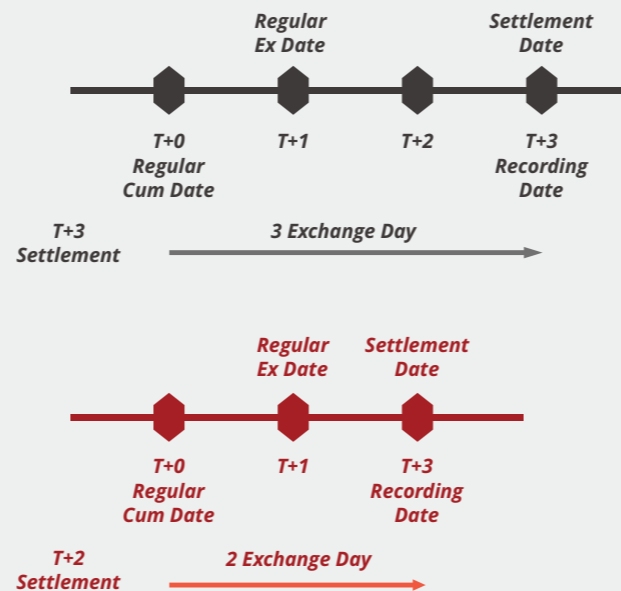 Regular
Ex Date
Settlement
Date
T+0
Regular
Cum Date
T+1
T+2
T+3
Recording
Date
T+3
Settlement
3 Exchange Day
Regular
Ex Date
Settlement
Date
T+0
Regular
Cum Date
T+1
T+3
Recording
Date
T+2
Settlement
2 Exchange Day